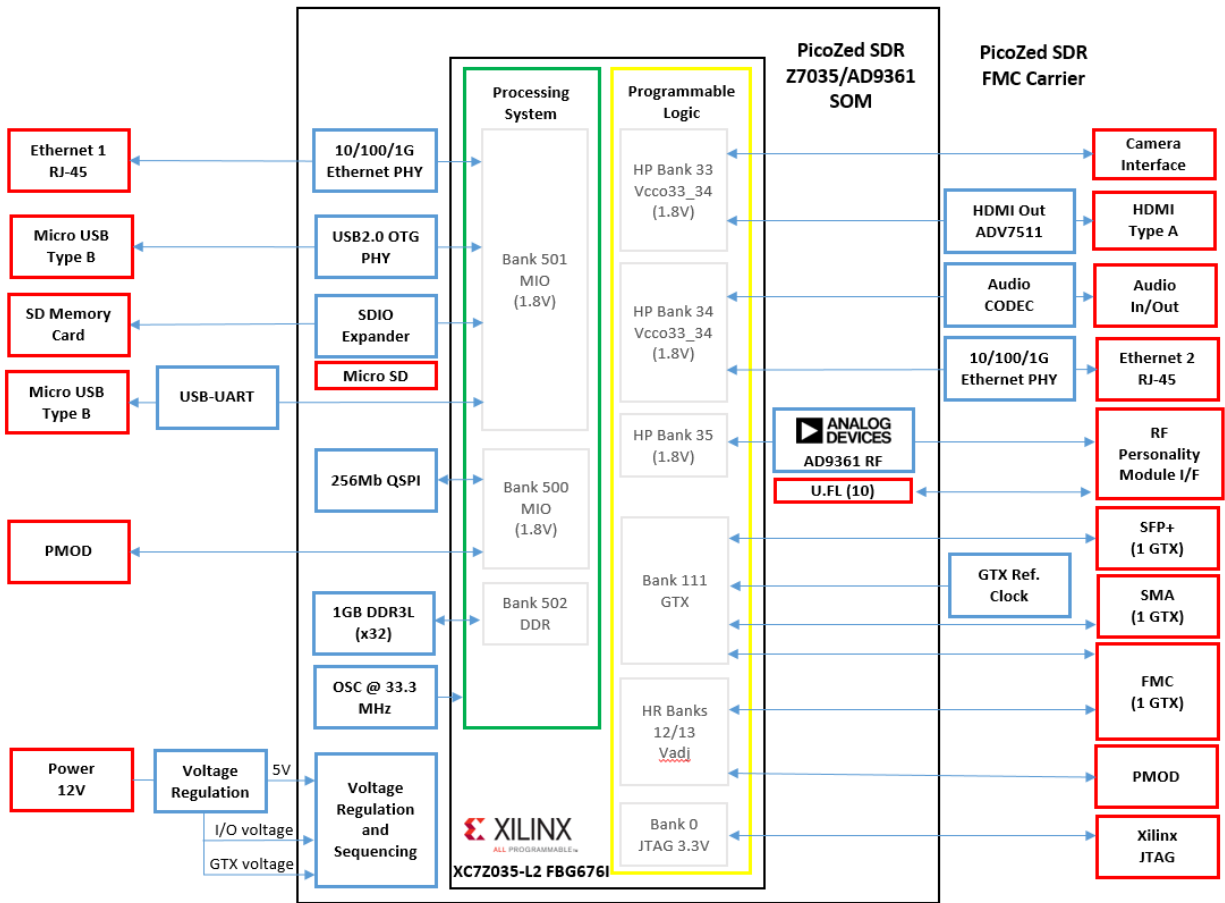 PicoZed SDR
Z7035/AD9361
SOM
PicoZed SDR
FMC Carrier
Processing
System
Programmable
Logic
Ethernet 1
RJ-45
10/100/1G
Ethernet PHY
Micro USB
Type B
USB2.0 OTG
PHY
SD Memory
Card
SDIO
Expander
Micro SD
Micro USB
Type B
USB-UART
Bank 501
MIO
(1.8V)
256Mb QSPI
Bank 500
MIO
(1.8V)
PMOD
1GB DDR3L
(x32)
Bank 502
DDR
OSC @ 33.3
MHz
Power
12V
Voltage
Regulation
5V
I/O voltage
GTX voltage
Voltage
Regulation
and
Sequencing
XILINX
ALL PROGRAMMABLE™
XC7Z035-L2 FBG676I
HP Bank 33
Vcco33_34
(1.8V)
HP Bank 34
Vcco33_34
(1.8V)
HP Bank 35
(1.8V)
Bank 111
GTX
HR Banks
12/13
Vadj
Bank 0
JTAG 3.3V
ANALOG
DEVICES
AD9361 RF
U.FL (10)
Camera
Interface
HDMI Out
ADV7511
HDMI
Type A
Audio
CODEC
Audio
In/Out
10/100/1G
Ethernet PHY
Ethernet 2
RJ-45
RF
Personality
Module I/F
SFP+
(1 GTX)
GTX Ref.
Clock
SMA
(1 GTX)
FMC
(1 GTX)
PMOD
Xilinx
JTAG